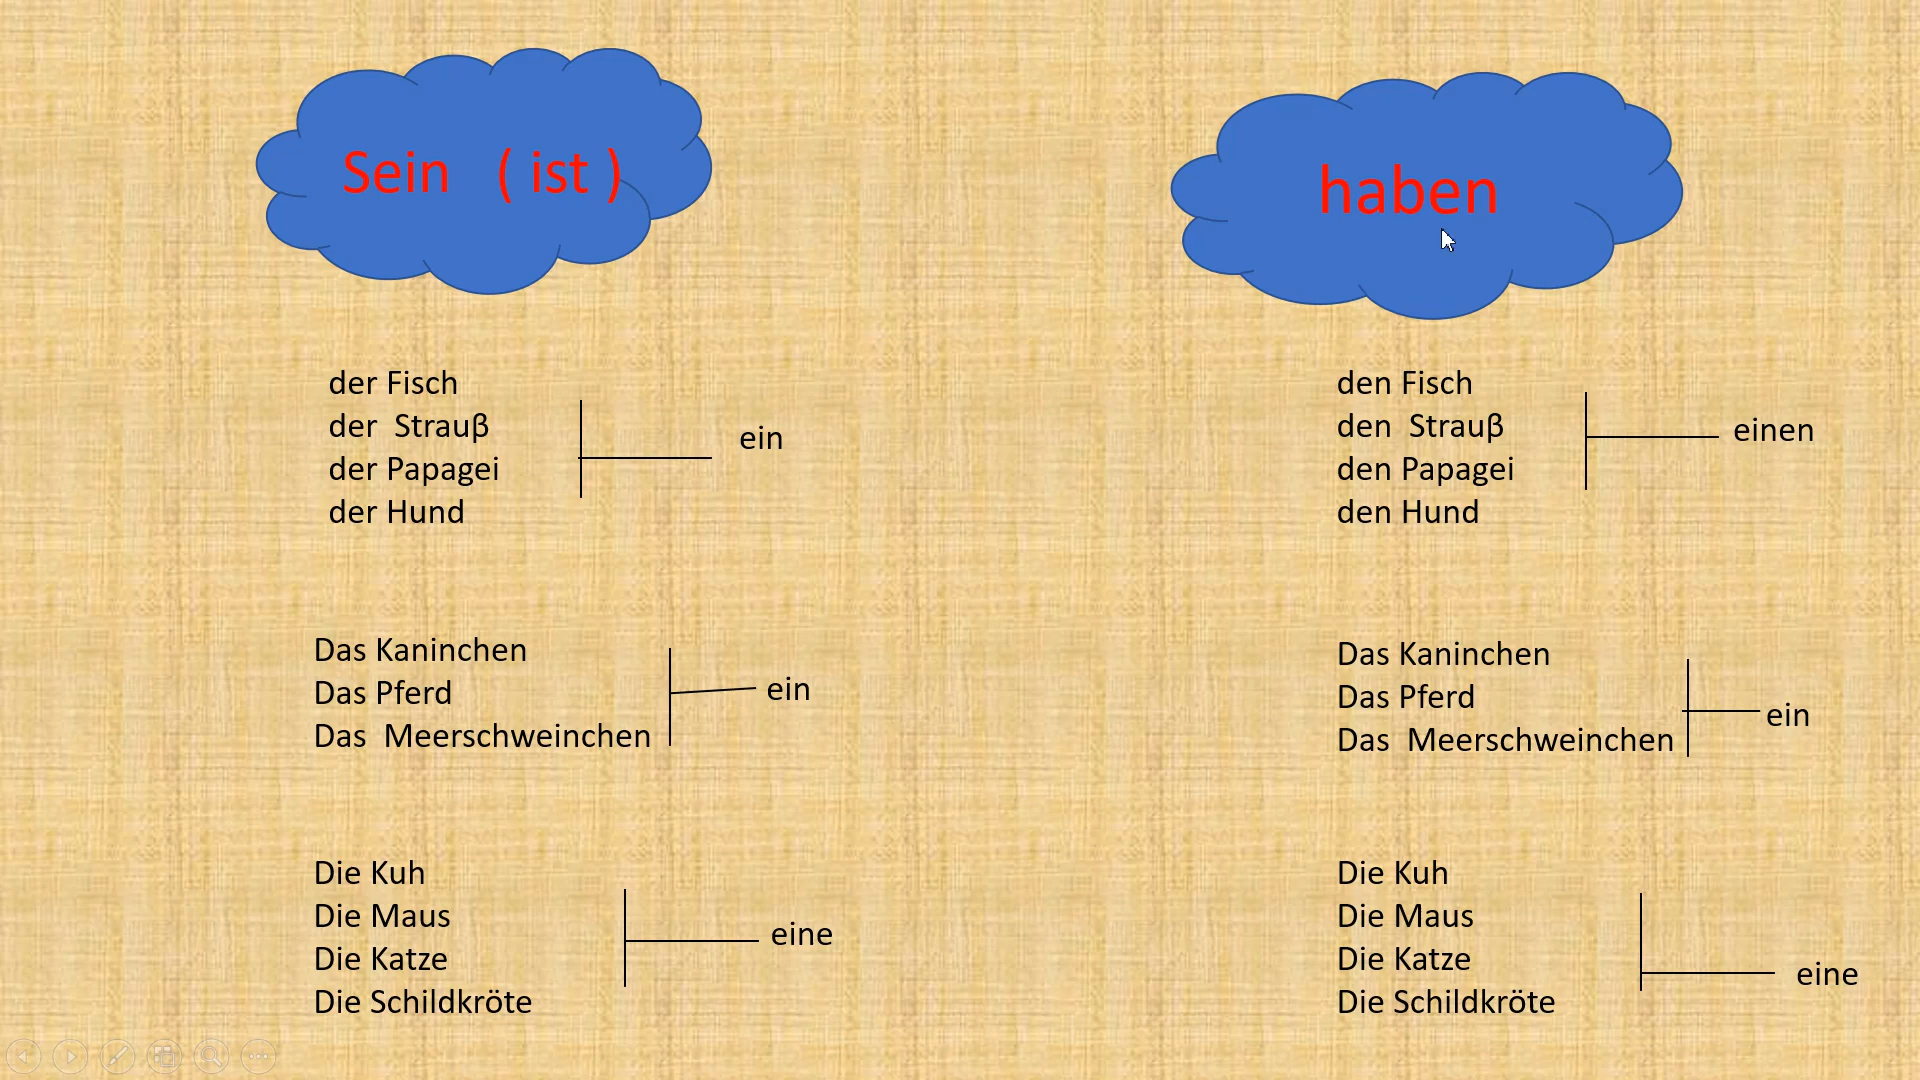 Sein ( ist )
der Fisch
der Strauβ
der Papagei
der Hund
ein
Das Kaninchen
Das Pferd
Das Meerschweinchen
ein
Die Kuh
Die Maus
Die Katze
Die Schildkröte
eine
haben
den Fisch
den Strauβ
den Papagei
den Hund
einen
Das Kaninchen
Das Pferd
Das Meerschweinchen
ein
Die Kuh
Die Maus
Die Katze
Die Schildkröte
eine